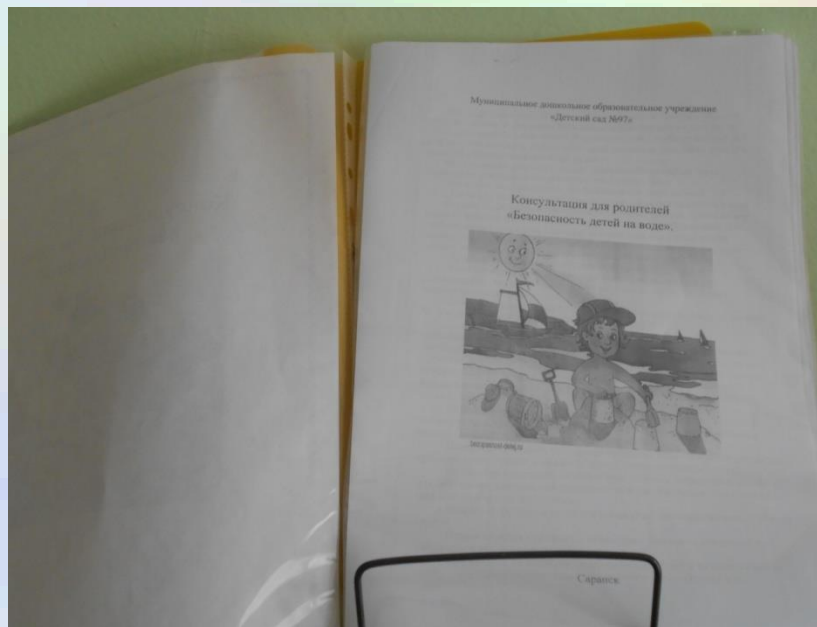 Муниципальное дошкольное образовательное учреждение
«Детский сад №97»
Консультация для родителей
«Безопасность детей на воде».
Саранск